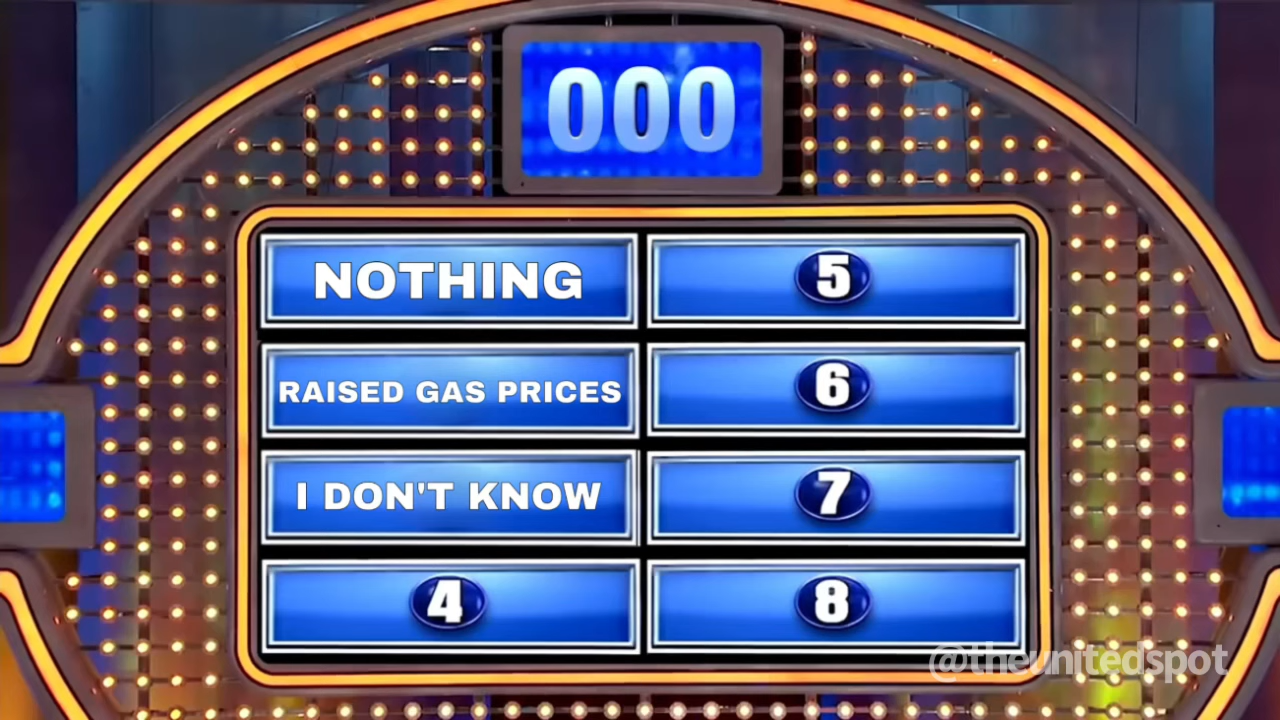 000
NOTHING
5
RAISED GAS PRICES
6
I DON'T KNOW
7
4
8
@theunitedspot